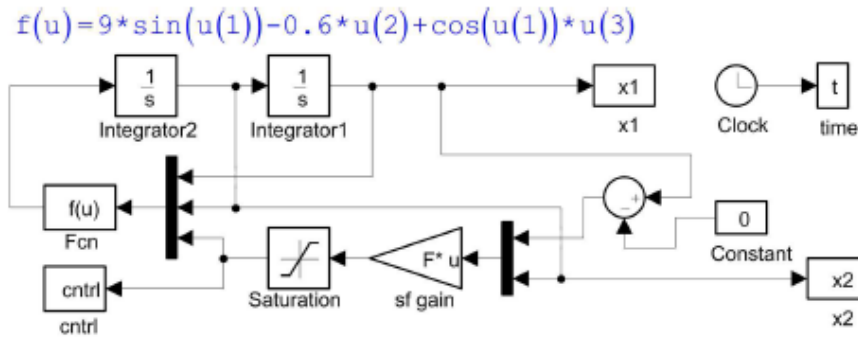 f(u)=9*sin(u(1))-0.6*u(2)+cos(u(1))*u(3)
1
s
Integrator2
1
s
Integrator1
x1
x1
Clock
t
time
f(u)
Fcn
-
+
0
Constant
F* u
sf gain
Saturation
cntrl
cntrl
x2
x2